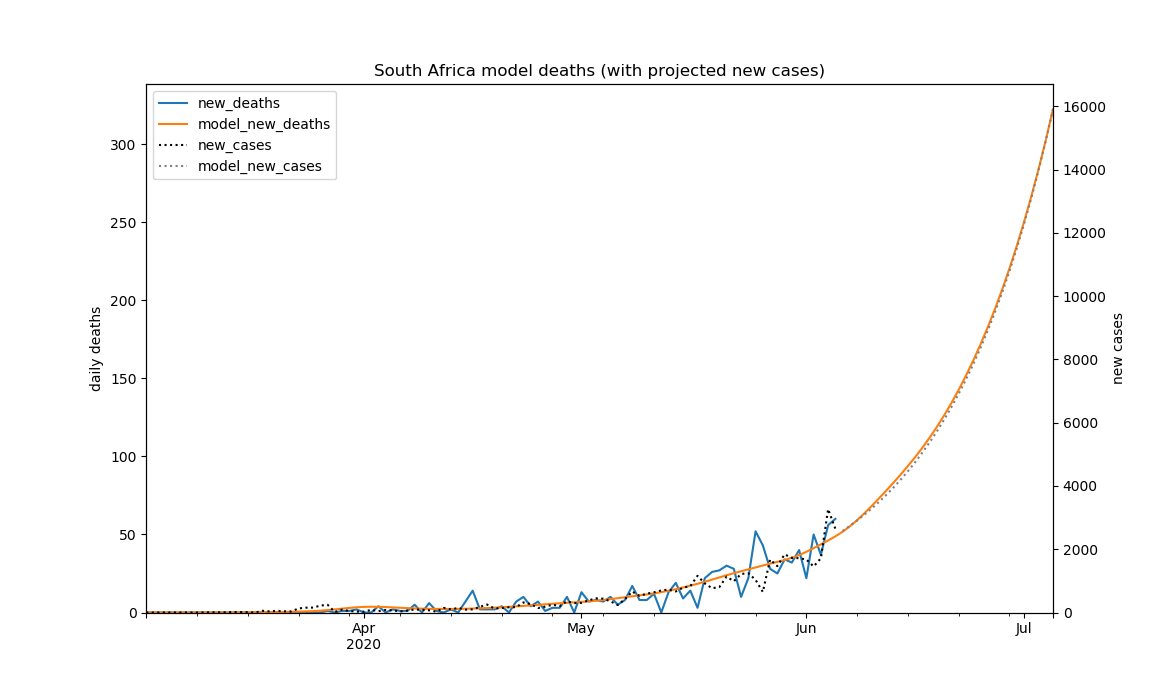 South Africa model deaths (with projected new cases)
new_deaths
model_new_deaths
new_cases
model_new_cases
daily deaths
300
250
200
150
100
50
0
16000
14000
12000
10000
8000
6000
4000
2000
0
new cases
Apr
2020
May
Jun
Jul